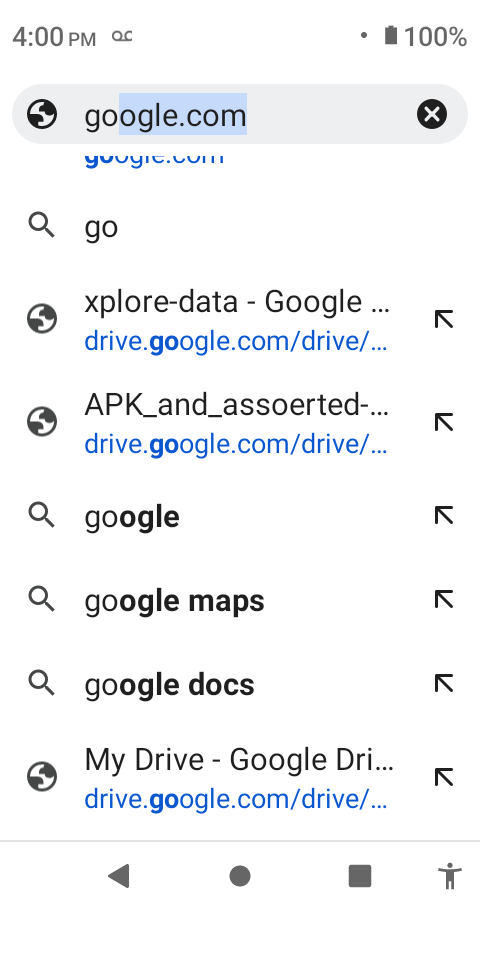 4:00 PM
100%
google.com
google.com
go
xplore-data - Google ...
drive.google.com/drive/...
APK_and_assoerted-...
drive.google.com/drive/...
google
google maps
google docs
My Drive - Google Dri...
drive.google.com/drive/...